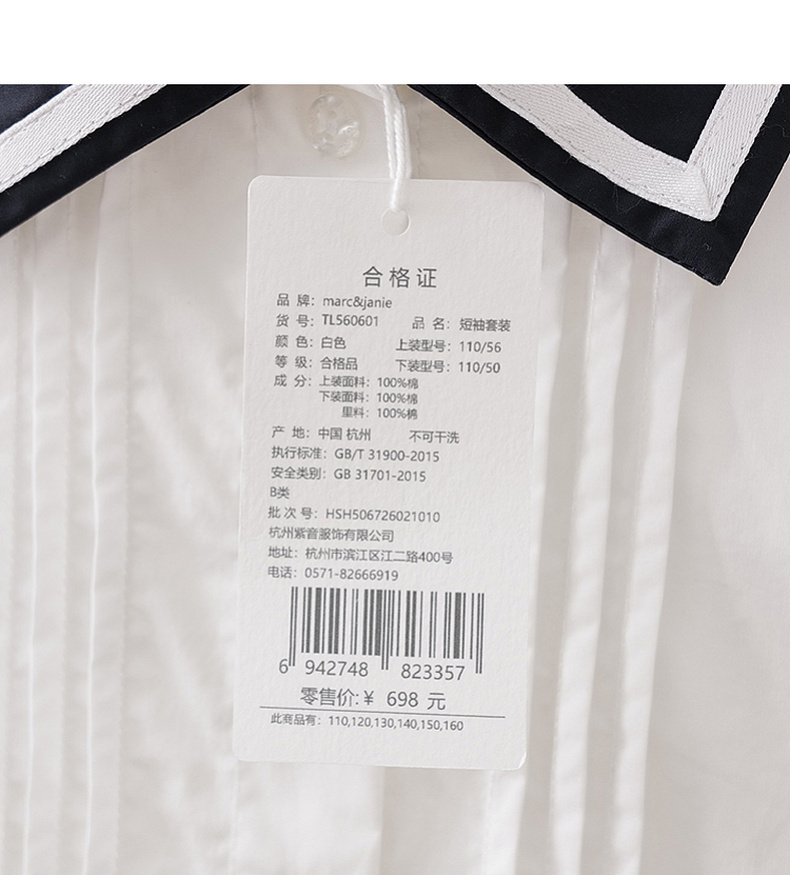 合格证
品 牌：marc&janie
货 号：TL560601 品 名：短袖套装
颜 色：白色 上装型号：110/56
等 级：合格品 下装型号：110/50
成 分：上装面料：100%棉
下装面料：100%棉
里料：100%棉
产 地：中国 杭州 不可干洗
执行标准：GB/T 31900-2015
安全类别：GB 31701-2015
B类
批 次 号：HSH506726021010
杭州紫音服饰有限公司
地址：杭州市滨江区江二路400号
电话：0571-82666919
6 942748 823357
零售价:¥ 698 元
此商品有：110,120,130,140,150,160